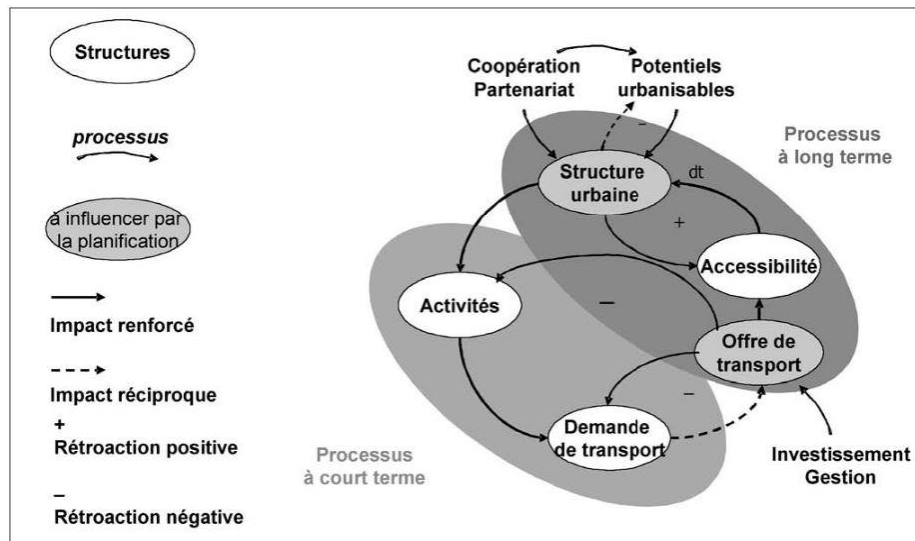 Structures
processus
à influencer par
la planification
Impact renforcé
Impact réciproque
+
Rétroaction positive
–
Rétroaction négative
Coopération
Partenariat
Potentiels
urbanisables
–
Processus
à long terme
Structure
urbaine
dt
+
Accessibilité
Activités
–
Offre de
transport
–
Demande
de transport
Processus
à court terme
Investissement
Gestion